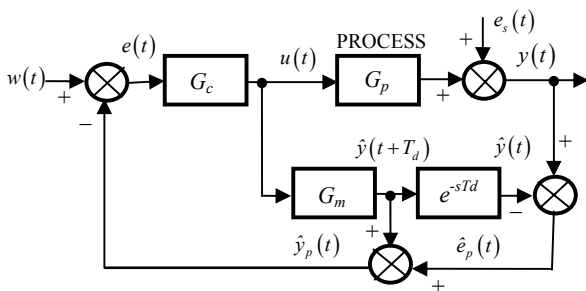 e_s(t)
e(t) u(t) PROCESS + y(t)
w(t) + G_c G_p +
−
ŷ(t+T_d) ŷ(t) +
G_m e^{-sTd} −
+
ŷ_p(t) ê_p(t)
+